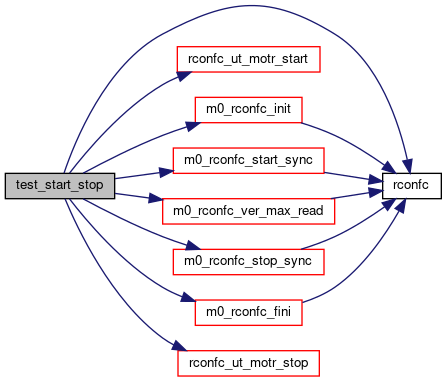 rconfc_ut_motr_start
m0_rconfc_init
m0_rconfc_start_sync
test_start_stop
rconfc
m0_rconfc_ver_max_read
m0_rconfc_stop_sync
m0_rconfc_fini
rconfc_ut_motr_stop